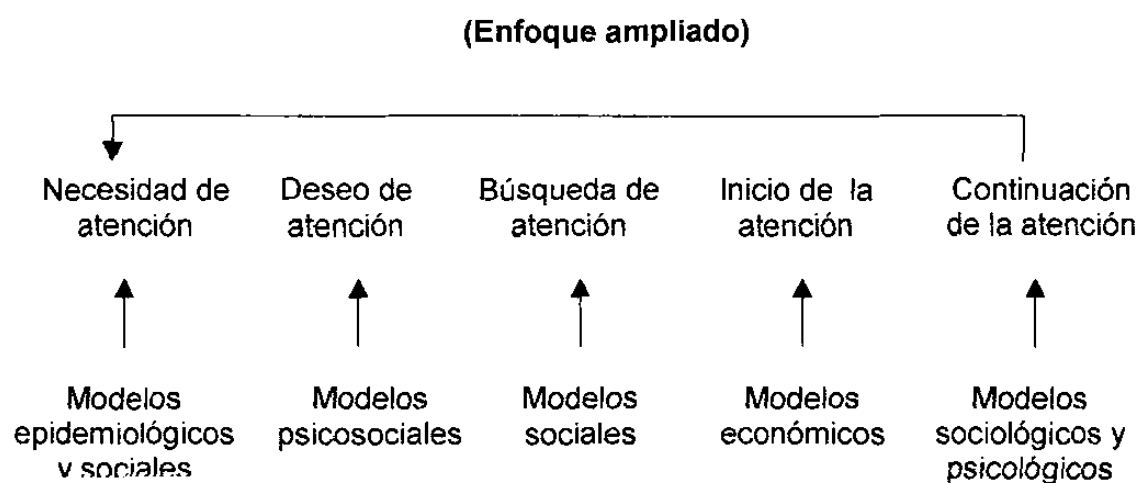 (Enfoque ampliado)
Necesidad de
atención
Deseo de
atención
Búsqueda de
atención
Inicio de la
atención
Continuación
de la atención
Modelos
epidemiológicos
y sociales
Modelos
psicosociales
Modelos
sociales
Modelos
económicos
Modelos
sociológicos y
psicológicos